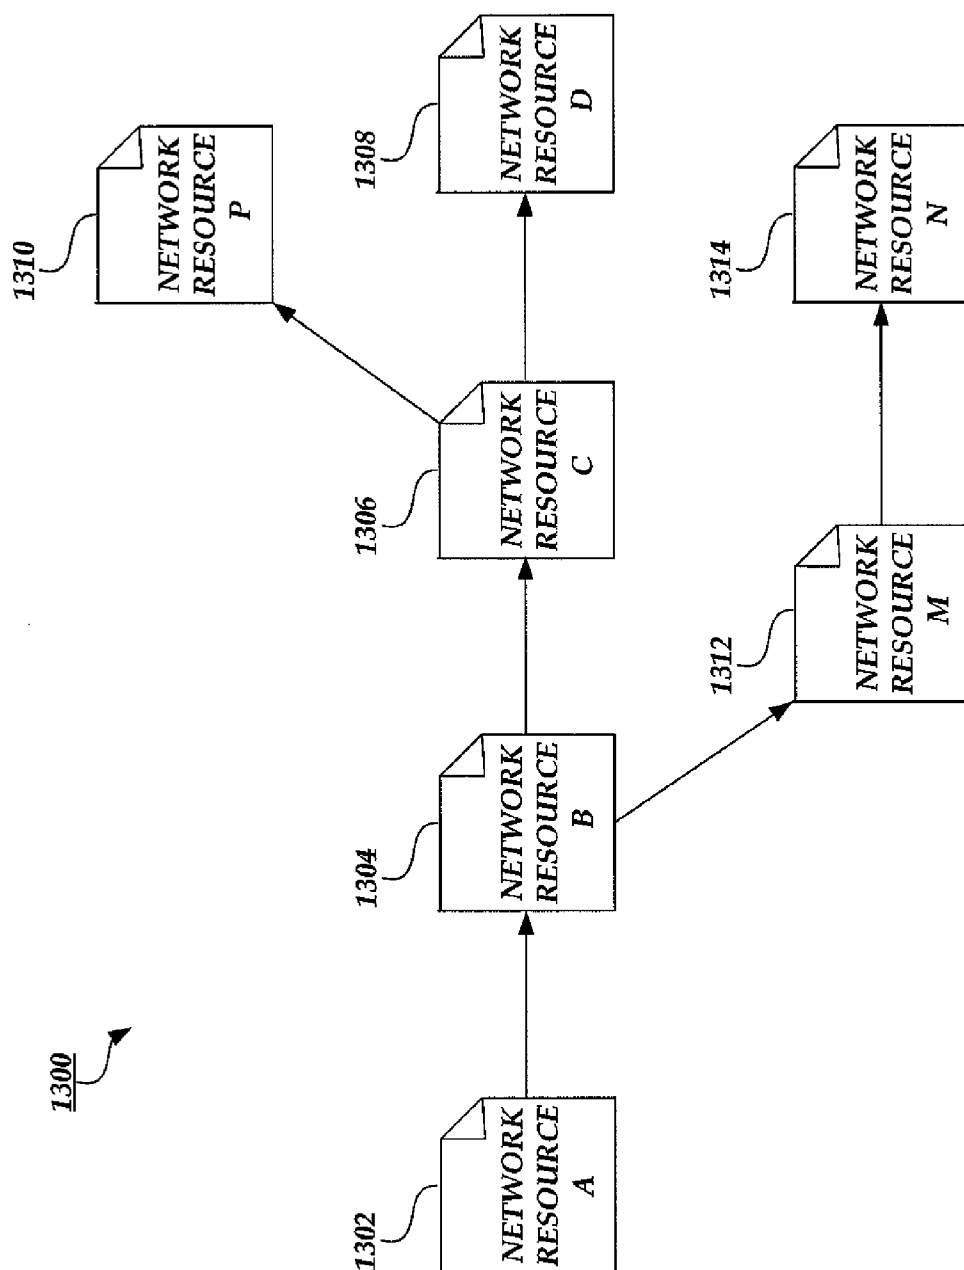 1300
1302
NETWORK
RESOURCE
A
1304
NETWORK
RESOURCE
B
1306
NETWORK
RESOURCE
C
1308
NETWORK
RESOURCE
D
1310
NETWORK
RESOURCE
P
1312
NETWORK
RESOURCE
M
1314
NETWORK
RESOURCE
N